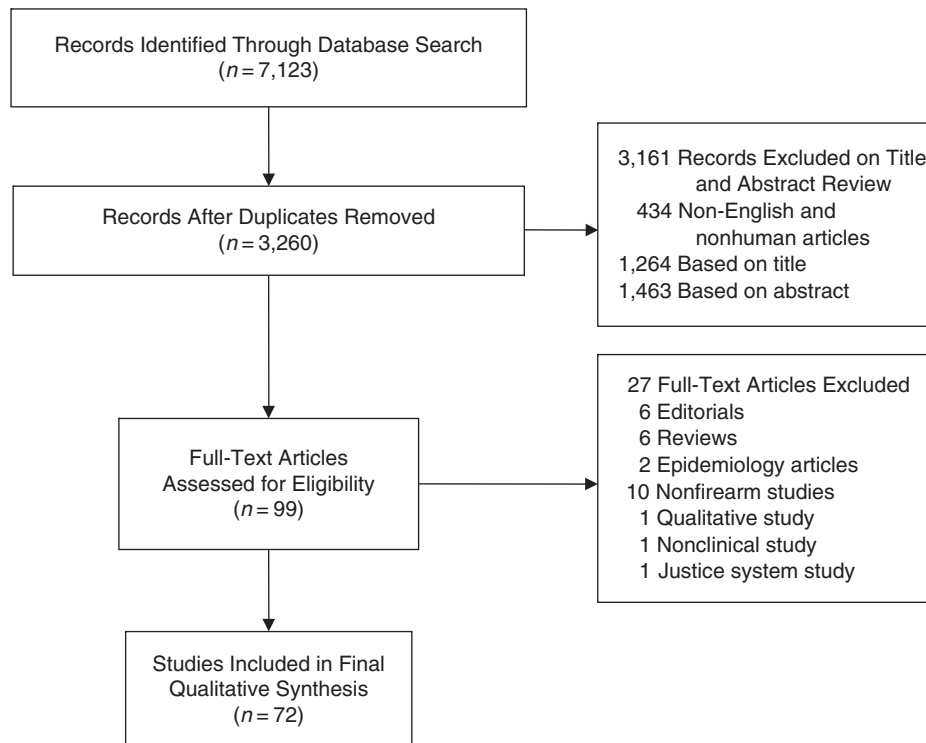 Records Identified Through Database Search
(n = 7,123)
3,161 Records Excluded on Title
and Abstract Review
434 Non-English and
nonhuman articles
1,264 Based on title
1,463 Based on abstract
Records After Duplicates Removed
(n = 3,260)
27 Full-Text Articles Excluded
6 Editorials
6 Reviews
2 Epidemiology articles
10 Nonfirearm studies
1 Qualitative study
1 Nonclinical study
1 Justice system study
Full-Text Articles
Assessed for Eligibility
(n = 99)
Studies Included in Final
Qualitative Synthesis
(n = 72)